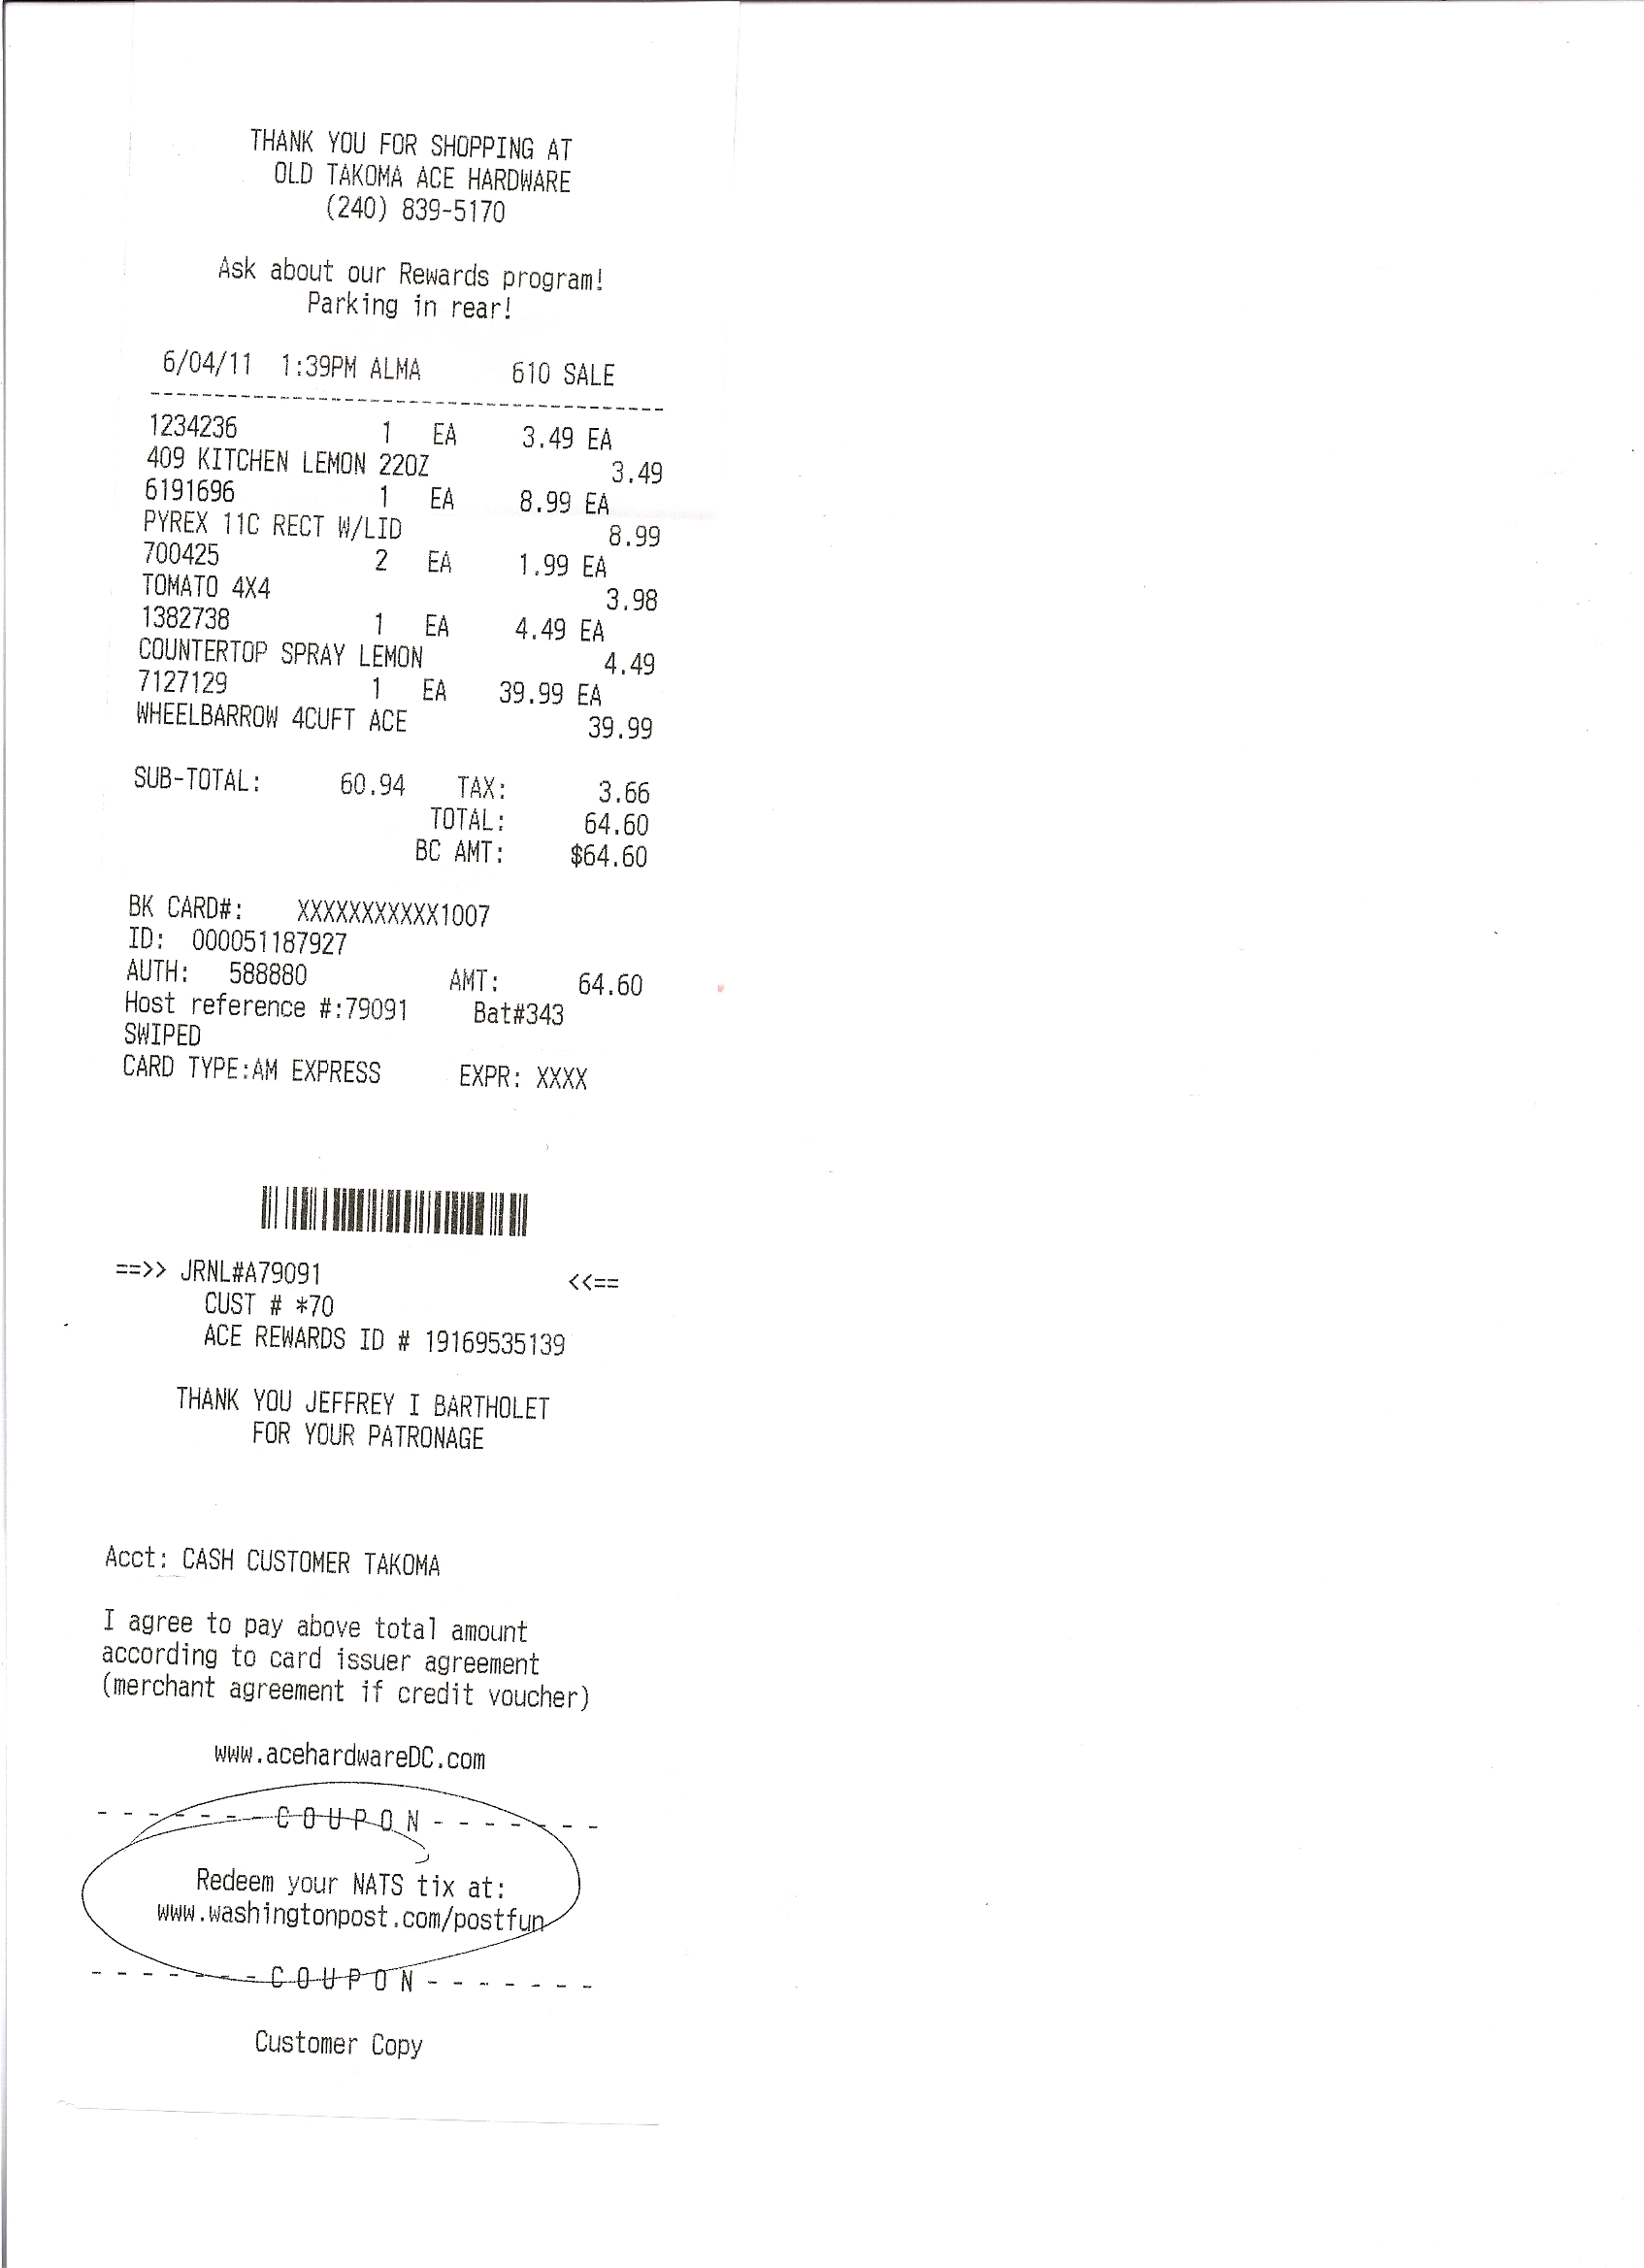 THANK YOU FOR SHOPPING AT
OLD TAKOMA ACE HARDWARE
(240) 839-5170
Ask about our Rewards program!
Parking in rear!
6/04/11 1:39PM ALMA 610 SALE
------------------------------------------
1234236 1 EA 3.49 EA
409 KITCHEN LEMON 22OZ 3.49
6191696 1 EA 8.99 EA
PYREX 11C RECT W/LID 8.99
700425 2 EA 1.99 EA
TOMATO 4X4 3.98
1382738 1 EA 4.49 EA
COUNTERTOP SPRAY LEMON 4.49
7127129 1 EA 39.99 EA
WHEELBARROW 4CUFT ACE 39.99
SUB-TOTAL: 60.94 TAX: 3.66
TOTAL: 64.60
BC AMT: $64.60
BK CARD#: XXXXXXXXXXX1007
ID: 000051187927
AUTH: 588880 AMT: 64.60
Host reference #:79091 Bat#343
SWIPED
CARD TYPE:AM EXPRESS EXPR: XXXX
==>> JRNL#A79091 <<==
CUST # *70
ACE REWARDS ID # 19169535139
THANK YOU JEFFREY I BARTHOLET
FOR YOUR PATRONAGE
Acct: CASH CUSTOMER TAKOMA
I agree to pay above total amount
according to card issuer agreement
(merchant agreement if credit voucher)
www.acehardwareDC.com
- - - - - - - C O U P O N - - - - - - -
Redeem your NATS tix at:
www.washingtonpost.com/postfun
- - - - - - - C O U P O N - - - - - - -
Customer Copy